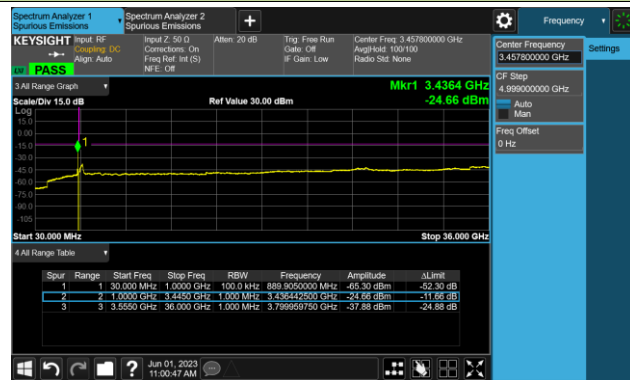 Spectrum Analyzer 1
Spurious Emissions
Spectrum Analyzer 2
Spurious Emissions
+
Frequency
KEYSIGHT
Input: RF
Coupling: DC
Align: Auto
Input Z: 50 Ω
Corrections: On
Freq Ref: Int (S)
NFE: Off
Atten: 20 dB
Trig: Free Run
Gate: Off
IF Gain: Low
Center Freq: 3.457800000 GHz
Avg|Hold: 100/100
Radio Std: None
PASS
Center Frequency
3.457800000 GHz
Settings
CF Step
4.999000000 GHz
Auto
Man
Freq Offset
0 Hz
3 All Range Graph
Mkr1 3.4364 GHz
Scale/Div 15.0 dB
Ref Value 30.00 dBm
-24.66 dBm
Log
15.0
0.00
-15.0
-30.0
-45.0
-60.0
-75.0
-90.0
-105
1
Start 30.000 MHz
Stop 36.000 GHz
4 All Range Table
Spur Range Start Freq Stop Freq RBW Frequency Amplitude ΔLimit
1 1 30.000 MHz 1.0000 GHz 100.0 kHz 889.9050000 MHz -65.30 dBm -52.30 dB
2 2 1.0000 GHz 3.4450 GHz 1.000 MHz 3.436442500 GHz -24.66 dBm -11.66 dB
3 3 3.5550 GHz 36.000 GHz 1.000 MHz 3.799959750 GHz -37.88 dBm -24.88 dB
?
Jun 01, 2023
11:00:47 AM